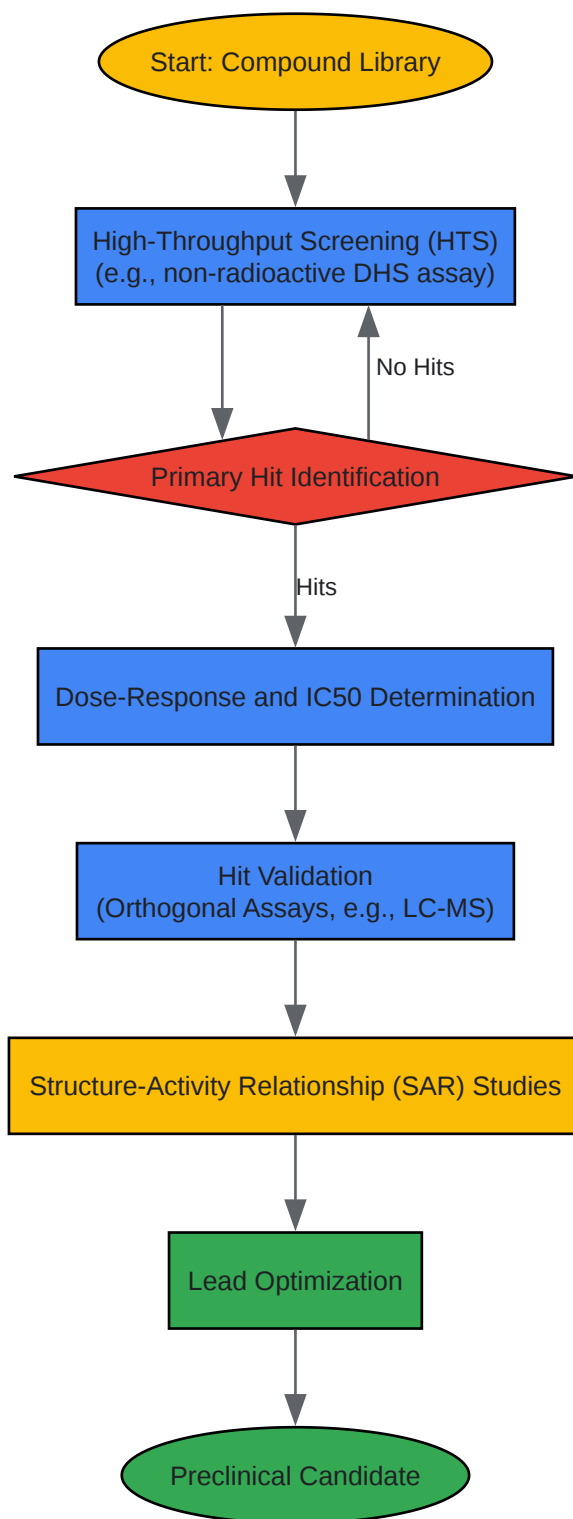 Start: Compound Library
High-Throughput Screening (HTS)
(e.g., non-radioactive DHS assay)
No Hits
Primary Hit Identification
Hits
Dose-Response and IC50 Determination
Hit Validation
(Orthogonal Assays, e.g., LC-MS)
Structure-Activity Relationship (SAR) Studies
Lead Optimization
Preclinical Candidate